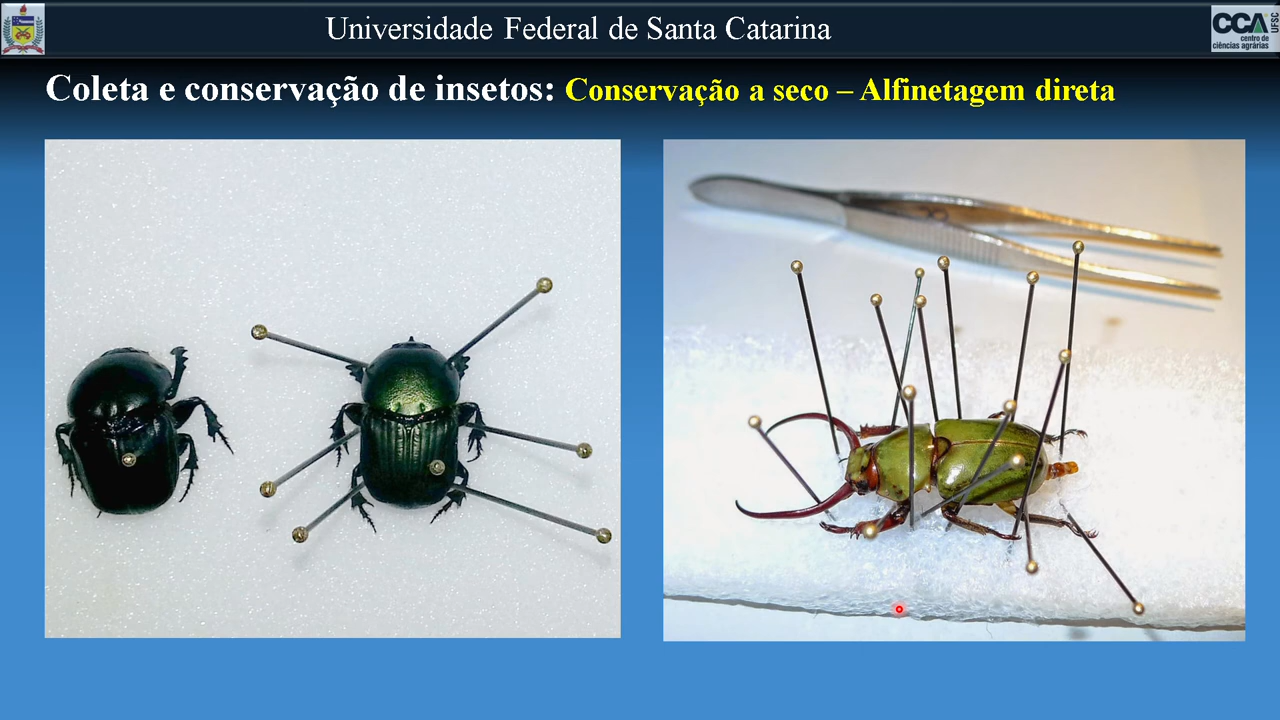 Universidade Federal de Santa Catarina
CCA
UFSC
centro de
ciências agrárias
Coleta e conservação de insetos: Conservação a seco – Alfinetagem direta